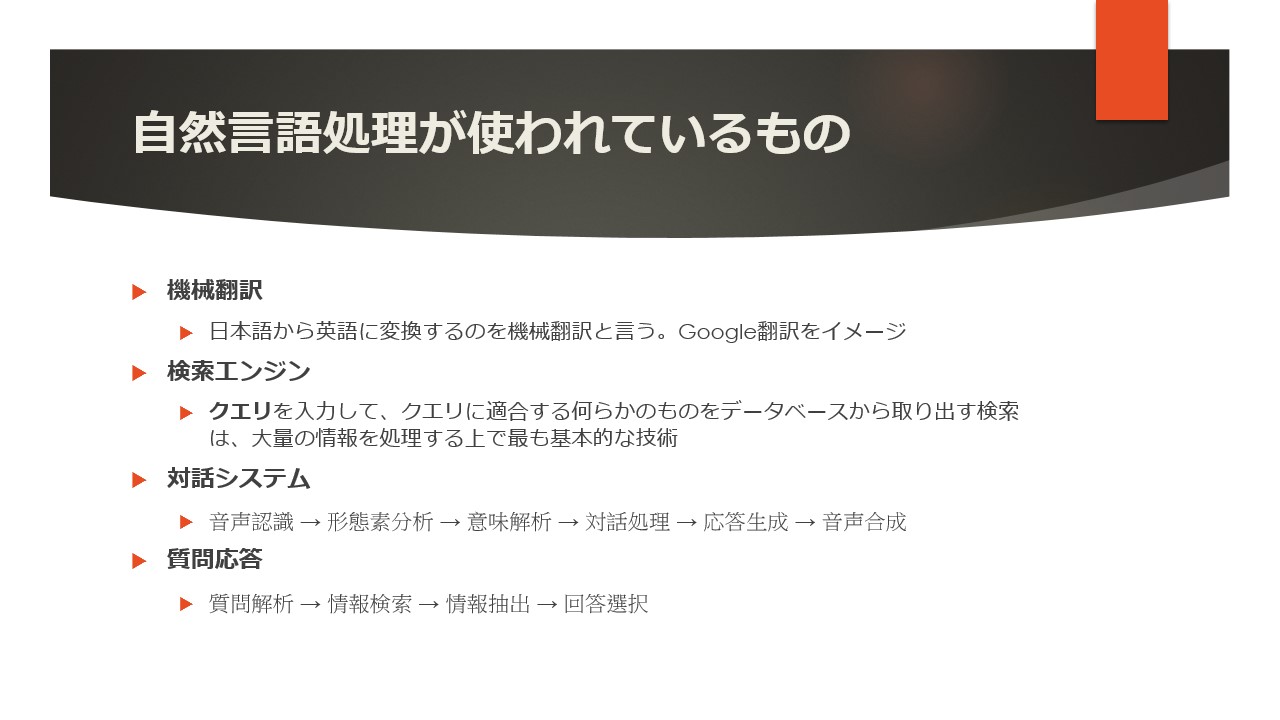 自然言語処理が使われているもの
機械翻訳
日本語から英語に変換するのを機械翻訳と言う。Google翻訳をイメージ
検索エンジン
クエリを入力して、クエリに適合する何らかのものをデータベースから取り出す検索
は、大量の情報を処理する上で最も基本的な技術
対話システム
音声認識 → 形態素分析 → 意味解析 → 対話処理 → 応答生成 → 音声合成
質問応答
質問解析 → 情報検索 → 情報抽出 → 回答選択